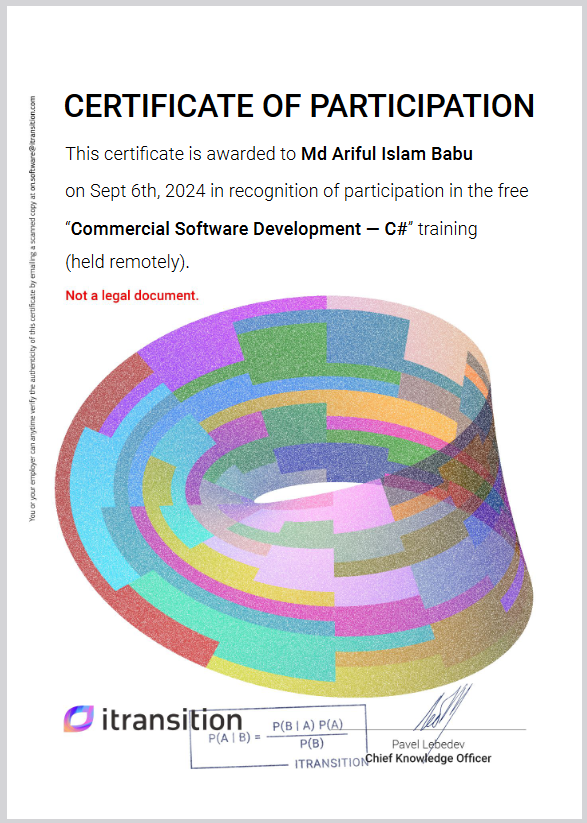 CERTIFICATE OF PARTICIPATION
This certificate is awarded to Md Ariful Islam Babu
on Sept 6th, 2024 in recognition of participation in the free
“Commercial Software Development — C#” training
(held remotely).
Not a legal document.
You or your employer can anytime verify the authenticity of this certificate by emailing a scanned copy at on.software@itransition.com
itransition
P(A | B) = P(B | A) P(A)
P(B)
ITRANSITION
Pavel Lebedev
Chief Knowledge Officer